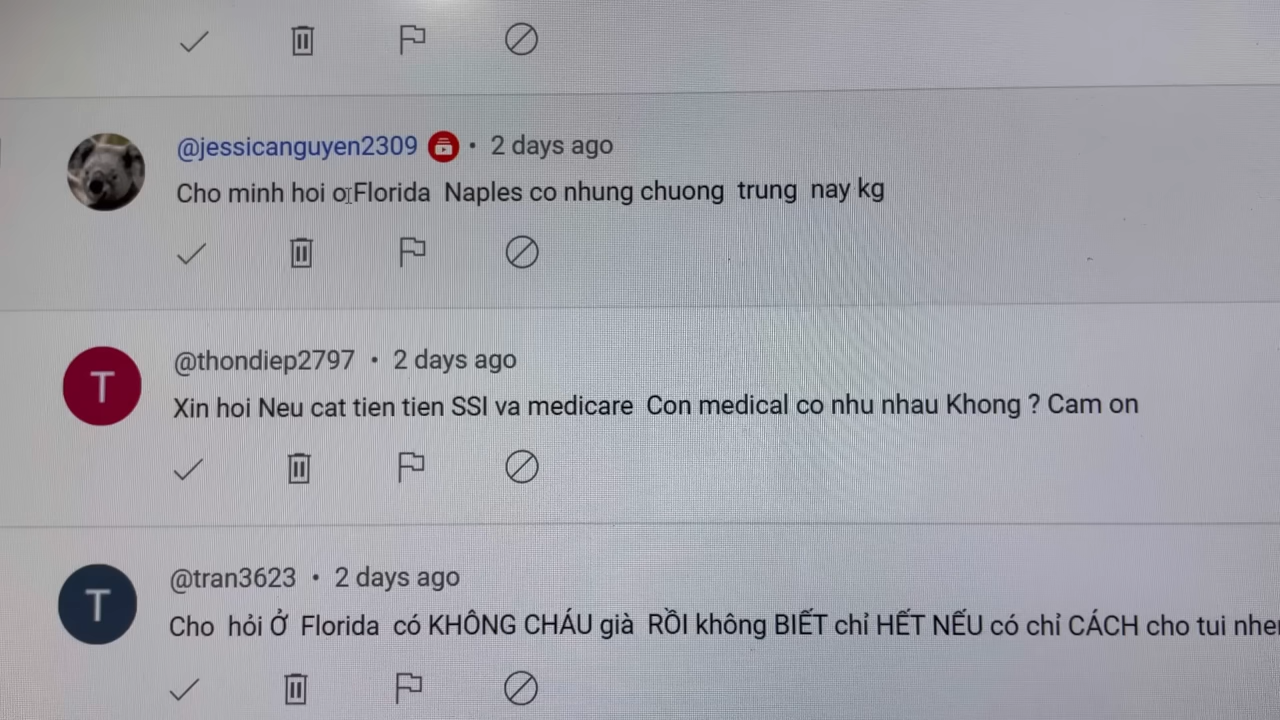 @jessicanguyen2309 • 2 days ago
Cho minh hoi o Florida Naples co nhung chuong trung nay kg
T
@thondiep2797 • 2 days ago
Xin hoi Neu cat tien tien SSI va medicare Con medical co nhu nhau Khong ? Cam on
T
@tran3623 • 2 days ago
Cho hỏi Ở Florida có KHÔNG CHÁU già RỒI không BIẾT chỉ HẾT NẾU có chỉ CÁCH cho tui